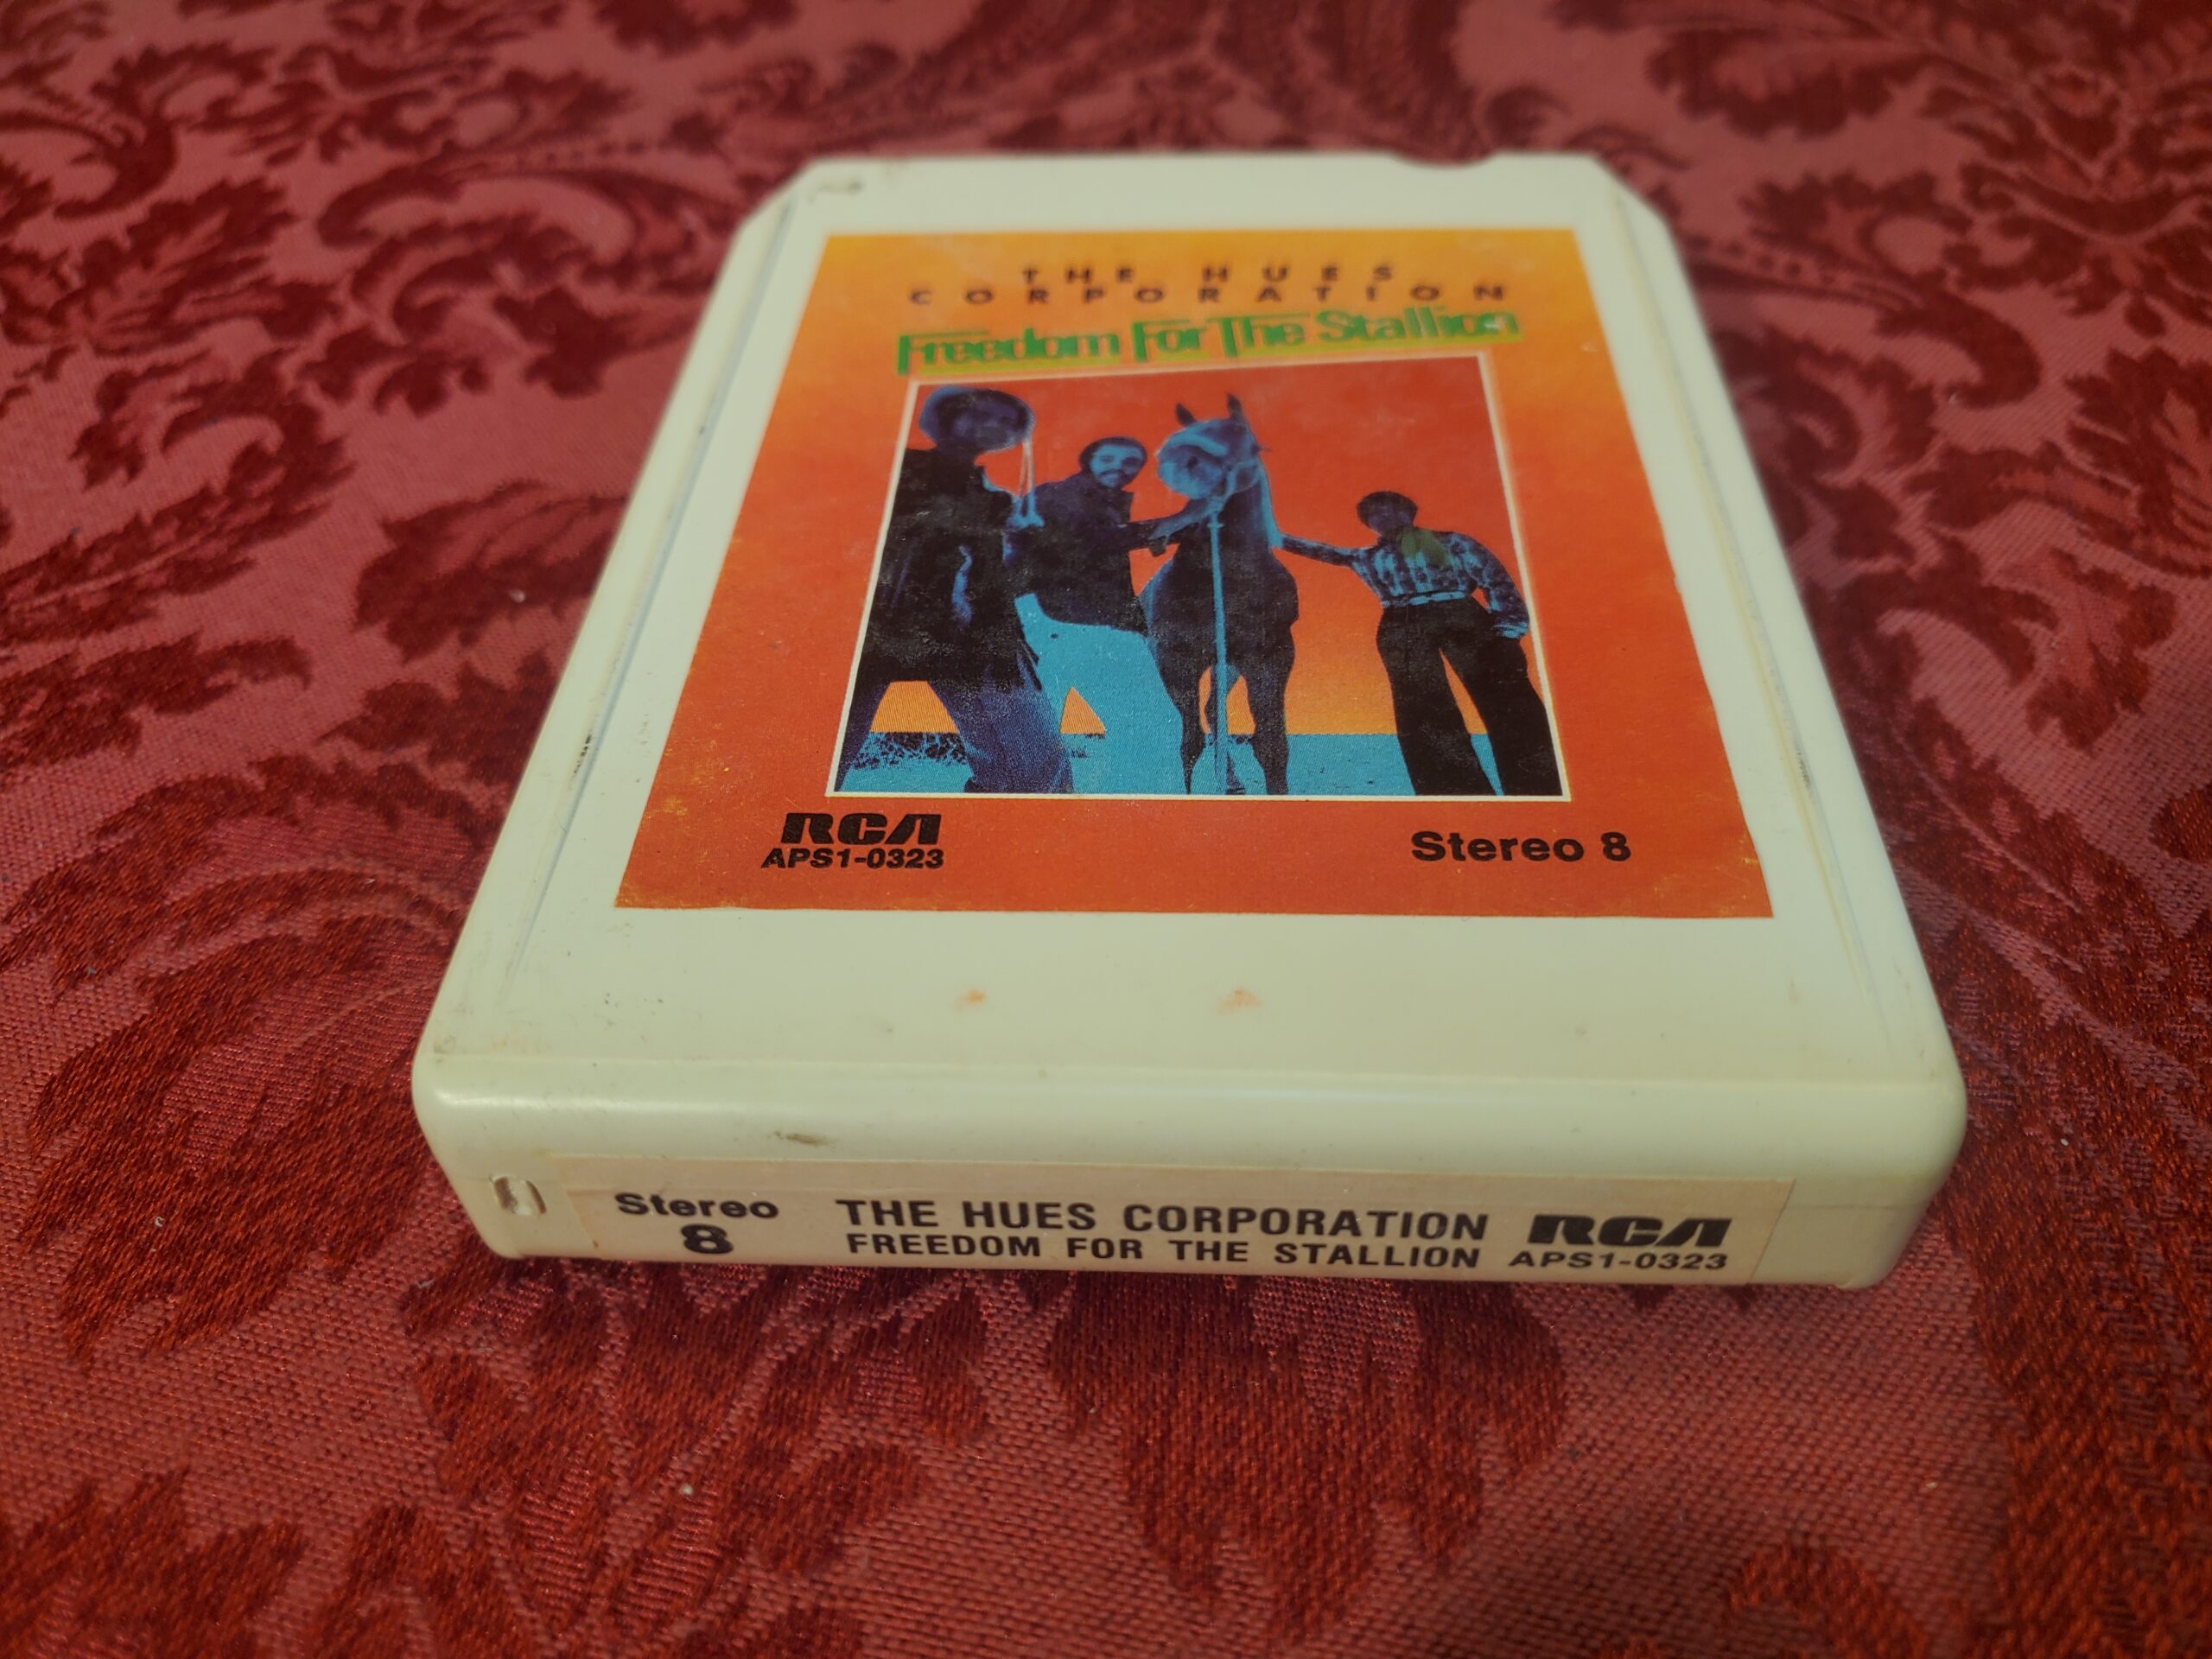 THE HUES
CORPORATION
Freedom For The Stallion
RCA
APS1-0323
Stereo 8
Stereo
8
THE HUES CORPORATION
FREEDOM FOR THE STALLION
RCA
APS1-0323